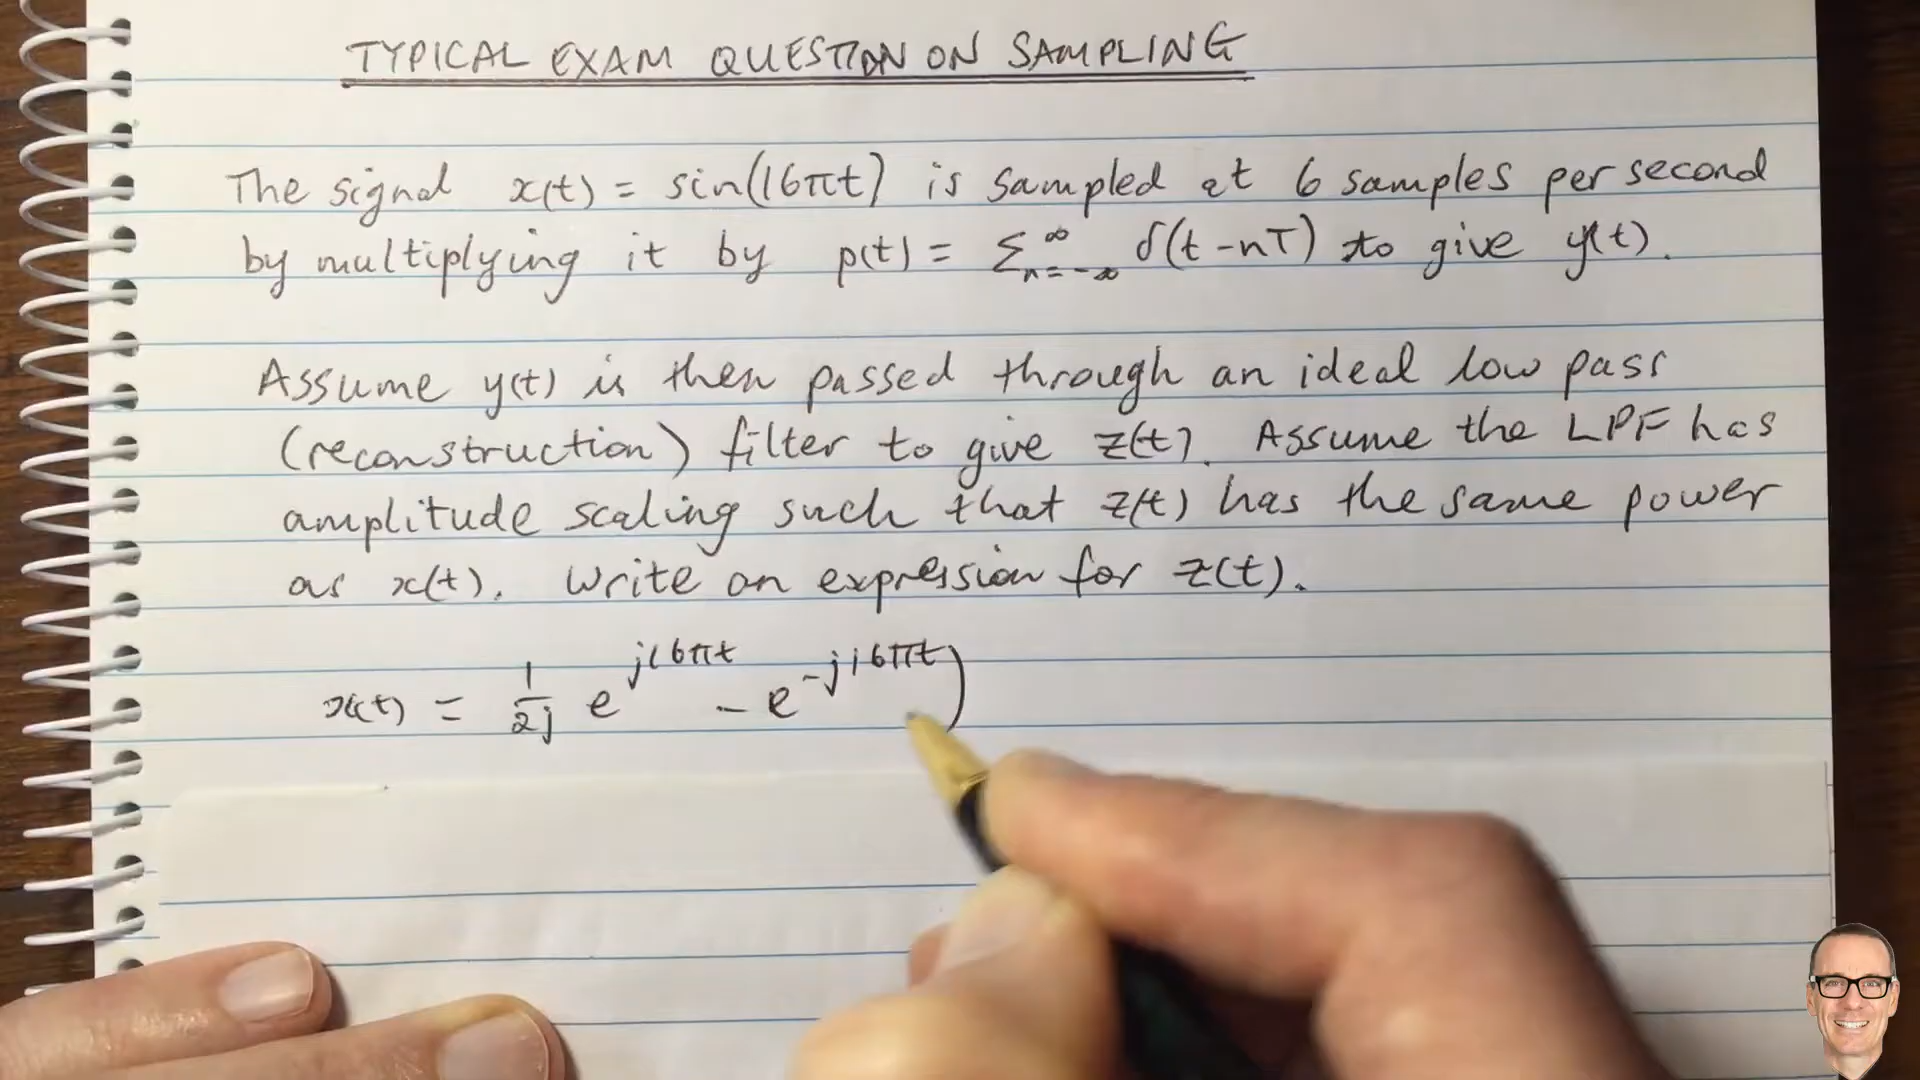 TYPICAL EXAM QUESTION ON SAMPLING
The signal x(t) = sin(16πt) is sampled at 6 samples per second
by multiplying it by p(t) = Σₙ₌₋∞^∞ δ(t-nT) to give y(t).
Assume y(t) is then passed through an ideal low pass
(reconstruction) filter to give z(t). Assume the LPF has
amplitude scaling such that z(t) has the same power
as x(t). Write an expression for z(t).
x(t) = 1/2j e^j16πt - e^-j16πt)